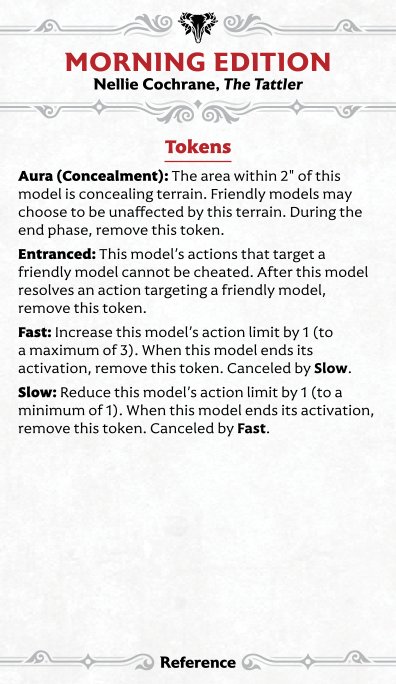 MORNING EDITION
Nellie Cochrane, The Tattler
Tokens
Aura (Concealment): The area within 2" of this
model is concealing terrain. Friendly models may
choose to be unaffected by this terrain. During the
end phase, remove this token.
Entranced: This model's actions that target a
friendly model cannot be cheated. After this model
resolves an action targeting a friendly model,
remove this token.
Fast: Increase this model's action limit by 1 (to
a maximum of 3). When this model ends its
activation, remove this token. Canceled by Slow.
Slow: Reduce this model's action limit by 1 (to a
minimum of 1). When this model ends its activation,
remove this token. Canceled by Fast.
Reference